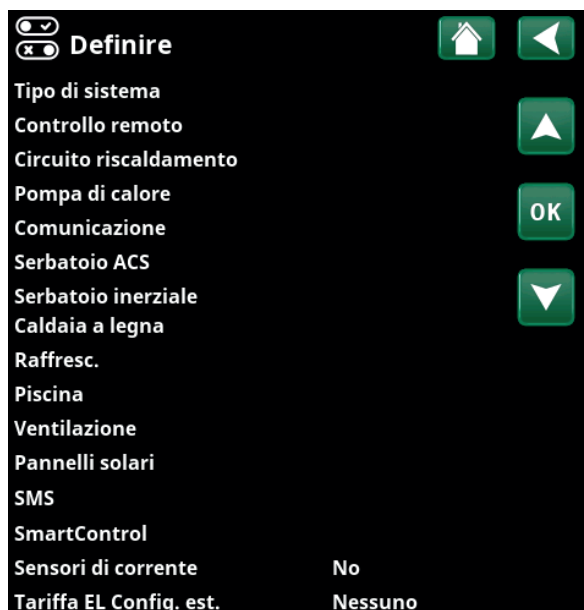 Definire
Tipo di sistema
Controllo remoto
Circuito riscaldamento
Pompa di calore
OK
Comunicazione
Serbatoio ACS
Serbatoio inerziale
Caldaia a legna
Raffresc.
Piscina
Ventilazione
Pannelli solari
SMS
SmartControl
Sensori di corrente No
Tariffa EL Config. est. Nessuno